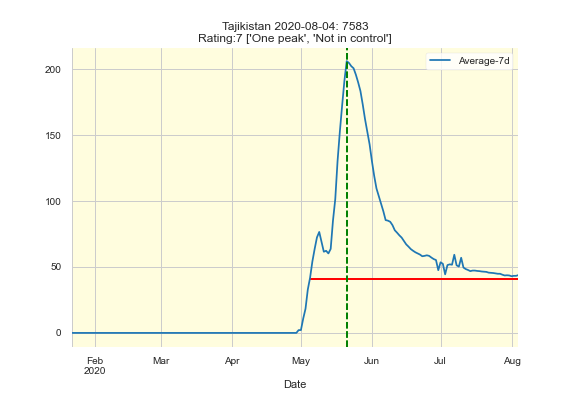 Tajikistan 2020-08-04: 7583
Rating:7 ['One peak', 'Not in control']
Average-7d
200
150
100
50
0
Feb
2020
Mar
Apr
May
Jun
Jul
Aug
Date